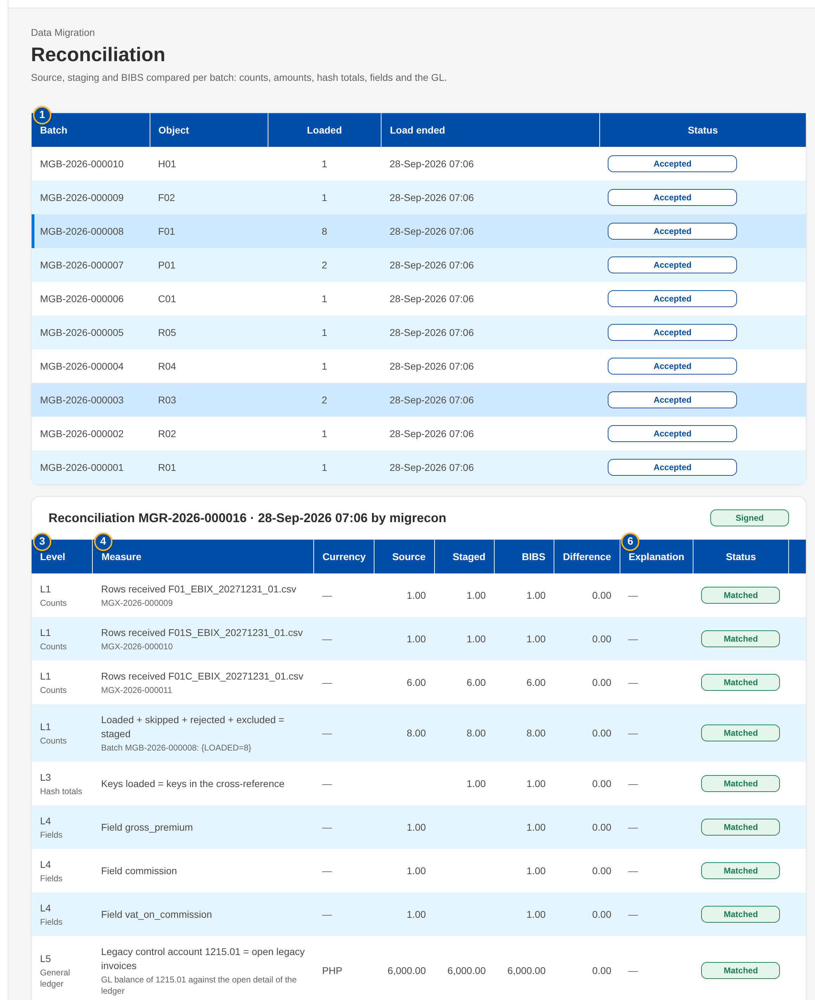 Data Migration
Reconciliation
Source, staging and BIBS compared per batch: counts, amounts, hash totals, fields and the GL.
1
Batch Object Loaded Load ended Status
MGB-2026-000010 H01 1 28-Sep-2026 07:06 Accepted
MGB-2026-000009 F02 1 28-Sep-2026 07:06 Accepted
MGB-2026-000008 F01 8 28-Sep-2026 07:06 Accepted
MGB-2026-000007 P01 2 28-Sep-2026 07:06 Accepted
MGB-2026-000006 C01 1 28-Sep-2026 07:06 Accepted
MGB-2026-000005 R05 1 28-Sep-2026 07:06 Accepted
MGB-2026-000004 R04 1 28-Sep-2026 07:06 Accepted
MGB-2026-000003 R03 2 28-Sep-2026 07:06 Accepted
MGB-2026-000002 R02 1 28-Sep-2026 07:06 Accepted
MGB-2026-000001 R01 1 28-Sep-2026 07:06 Accepted
Reconciliation MGR-2026-000016 · 28-Sep-2026 07:06 by migrecon Signed
3 4 6
Level Measure Currency Source Staged BIBS Difference Explanation Status
L1 Rows received F01_EBIX_20271231_01.csv — 1.00 1.00 1.00 0.00 — Matched
Counts MGX-2026-000009
L1 Rows received F01S_EBIX_20271231_01.csv — 1.00 1.00 1.00 0.00 — Matched
Counts MGX-2026-000010
L1 Rows received F01C_EBIX_20271231_01.csv — 6.00 6.00 6.00 0.00 — Matched
Counts MGX-2026-000011
Loaded + skipped + rejected + excluded =
L1 staged — 8.00 8.00 8.00 0.00 — Matched
Counts Batch MGB-2026-000008: {LOADED=8}
L3 Keys loaded = keys in the cross-reference — 1.00 1.00 0.00 — Matched
Hash totals
L4 Field gross_premium — 1.00 1.00 0.00 — Matched
Fields
L4 Field commission — 1.00 1.00 0.00 — Matched
Fields
L4 Field vat_on_commission — 1.00 1.00 0.00 — Matched
Fields
Legacy control account 1215.01 = open legacy
L5 invoices PHP 6,000.00 6,000.00 6,000.00 0.00 — Matched
General GL balance of 1215.01 against the open detail of the
ledger ledger